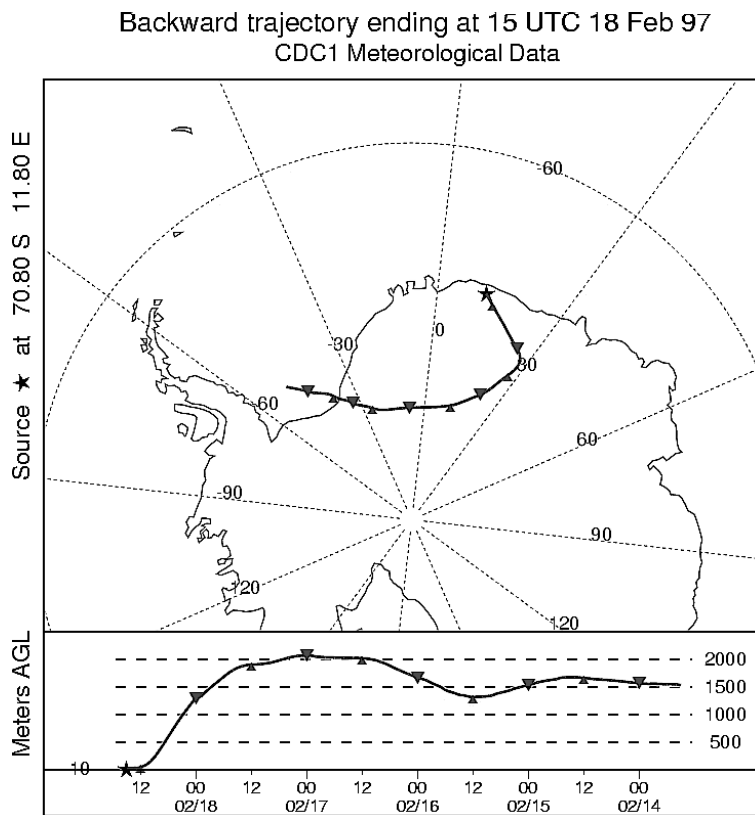 Backward trajectory ending at 15 UTC 18 Feb 97
CDC1 Meteorological Data
Source ★ at 70.80 S 11.80 E
-60
-30
0
30
-60
60
-90
90
120
120
Meters AGL
2000
1500
1000
500
10
12 00 12 00 12 00 12 00 12 00
02/18 02/17 02/16 02/15 02/14